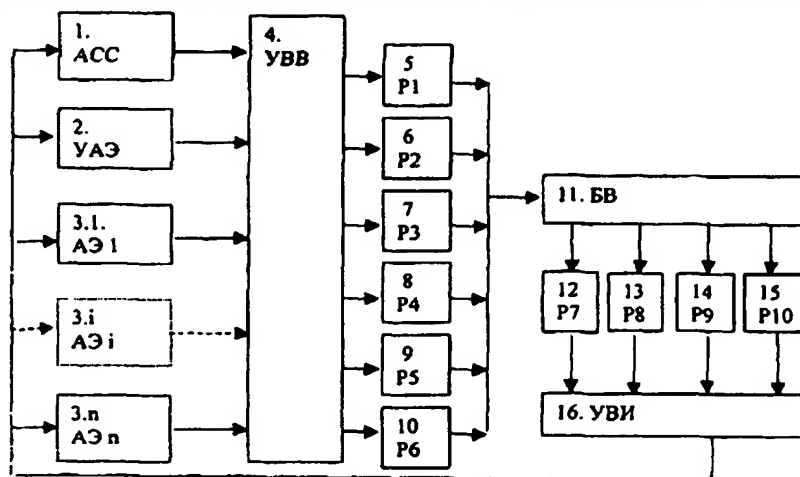 1.
АСС
2.
УАЭ
3.1.
АЭ 1
3.i
АЭ i
3.n
АЭ n
4.
УВВ
5
Р1
6
Р2
7
Р3
8
Р4
9
Р5
10
Р6
11. БВ
12
Р7
13
Р8
14
Р9
15
Р10
16. УВИ